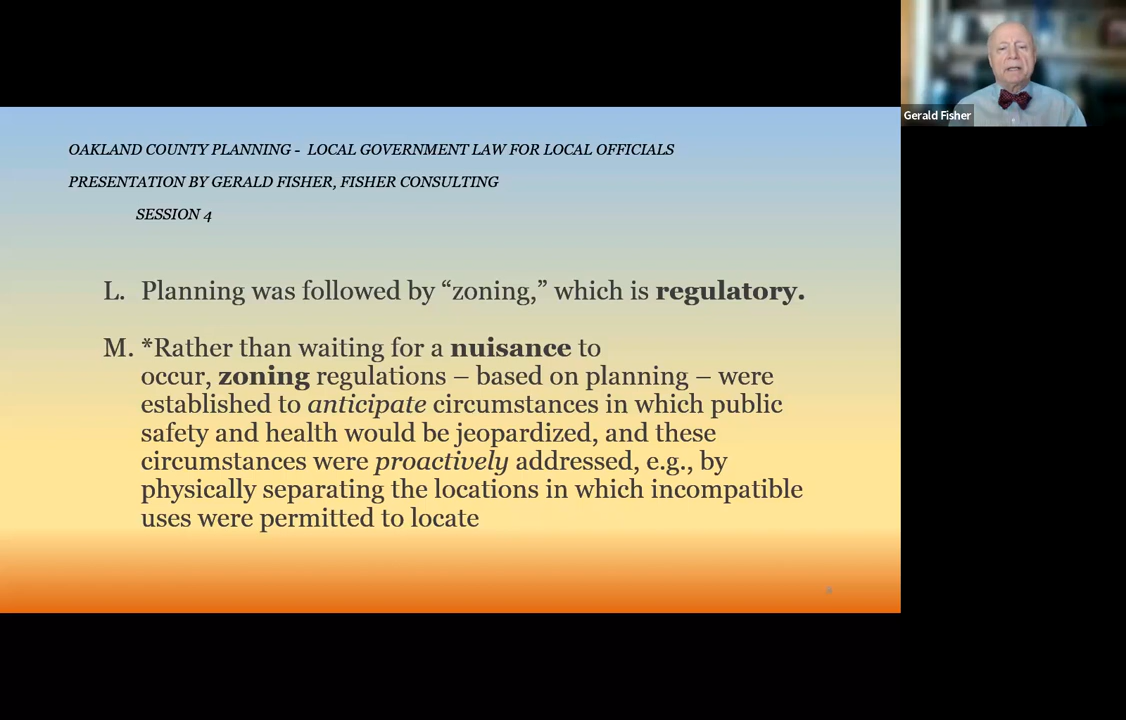 OAKLAND COUNTY PLANNING - LOCAL GOVERNMENT LAW FOR LOCAL OFFICIALS
PRESENTATION BY GERALD FISHER, FISHER CONSULTING
SESSION 4
L. Planning was followed by “zoning,” which is regulatory.
M. *Rather than waiting for a nuisance to
occur, zoning regulations – based on planning – were
established to anticipate circumstances in which public
safety and health would be jeopardized, and these
circumstances were proactively addressed, e.g., by
physically separating the locations in which incompatible
uses were permitted to locate
Gerald Fisher